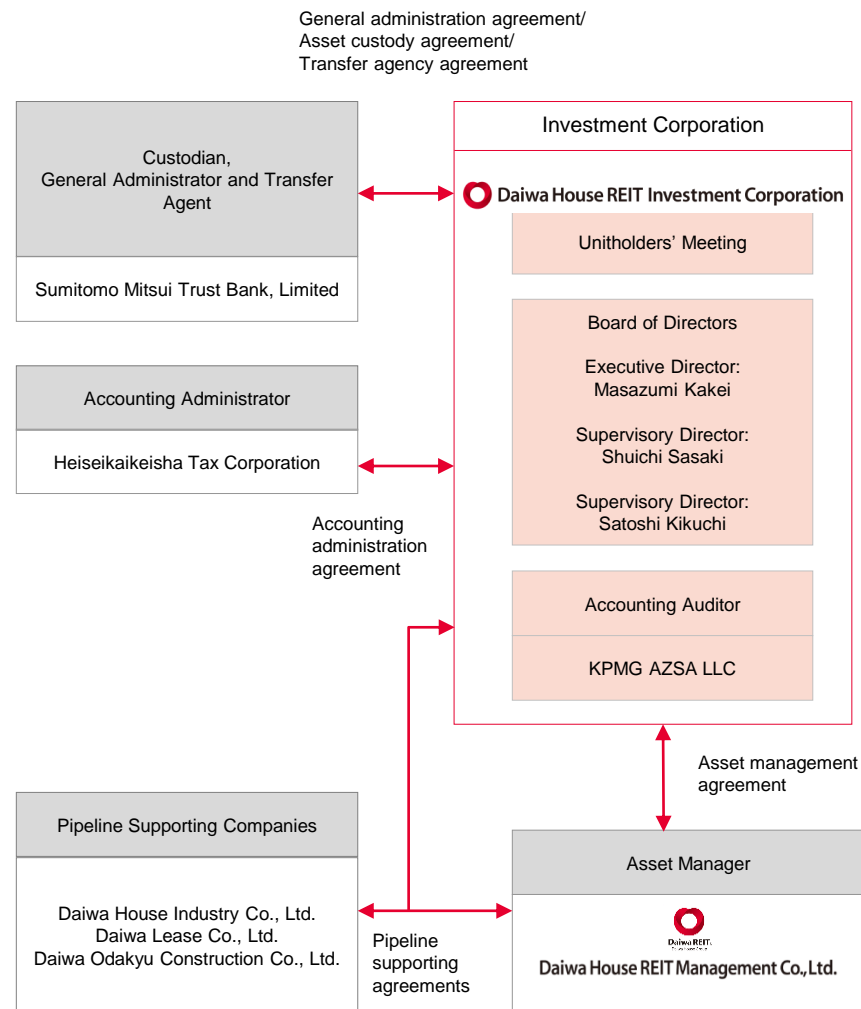 General administration agreement/
Asset custody agreement/
Transfer agency agreement
Custodian,
General Administrator and Transfer
Agent
Sumitomo Mitsui Trust Bank, Limited
Accounting Administrator
Heiseikaikeisha Tax Corporation
Accounting
administration
agreement
Investment Corporation
Daiwa House REIT Investment Corporation
Unitholders' Meeting
Board of Directors
Executive Director:
Masazumi Kakei
Supervisory Director:
Shuichi Sasaki
Supervisory Director:
Satoshi Kikuchi
Accounting Auditor
KPMG AZSA LLC
Asset management
agreement
Pipeline Supporting Companies
Daiwa House Industry Co., Ltd.
Daiwa Lease Co., Ltd.
Daiwa Odakyu Construction Co., Ltd.
Pipeline
supporting
agreements
Asset Manager
Daiwa REIT
Daiwa House REIT Management Co., Ltd.